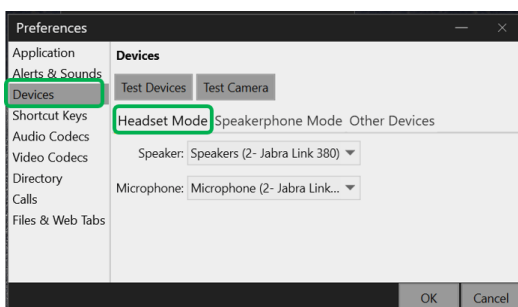 Preferences
Application
Alerts & Sounds
Devices
Shortcut Keys
Audio Codecs
Video Codecs
Directory
Calls
Files & Web Tabs
Devices
Test Devices Test Camera
Headset Mode Speakerphone Mode Other Devices
Speaker: Speakers (2- Jabra Link 380)
Microphone: Microphone (2- Jabra Link...
OK Cancel